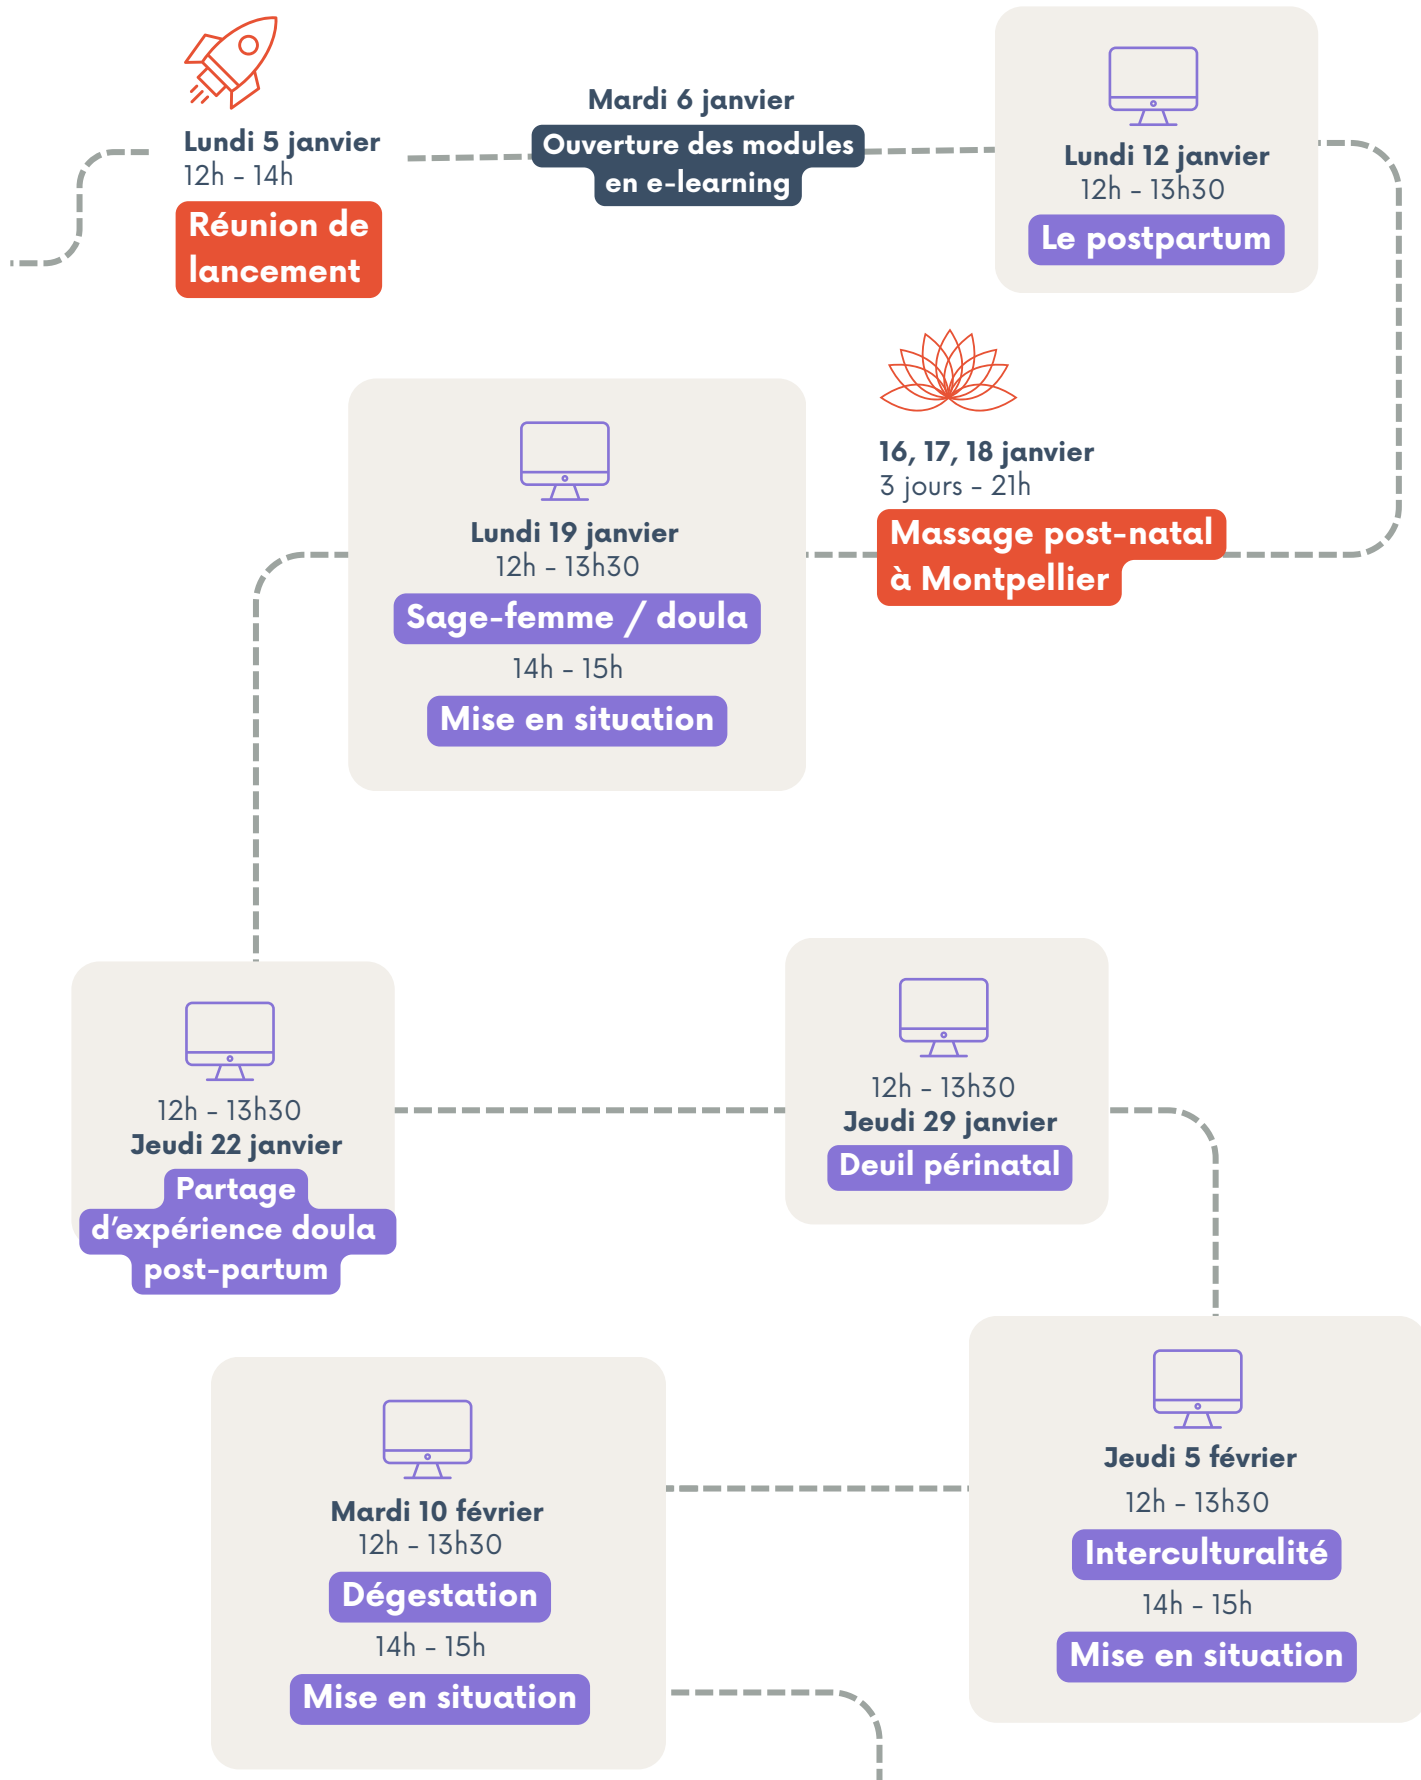 Lundi 5 janvier
12h - 14h
Réunion de
lancement
Mardi 6 janvier
Ouverture des modules
en e-learning
Lundi 12 janvier
12h - 13h30
Le postpartum
16, 17, 18 janvier
3 jours - 21h
Massage post-natal
à Montpellier
Lundi 19 janvier
12h - 13h30
Sage-femme / doula
14h - 15h
Mise en situation
12h - 13h30
Jeudi 22 janvier
Partage
d'expérience doula
post-partum
12h - 13h30
Jeudi 29 janvier
Deuil périnatal
Jeudi 5 février
12h - 13h30
Interculturalité
14h - 15h
Mise en situation
Mardi 10 février
12h - 13h30
Dégestation
14h - 15h
Mise en situation